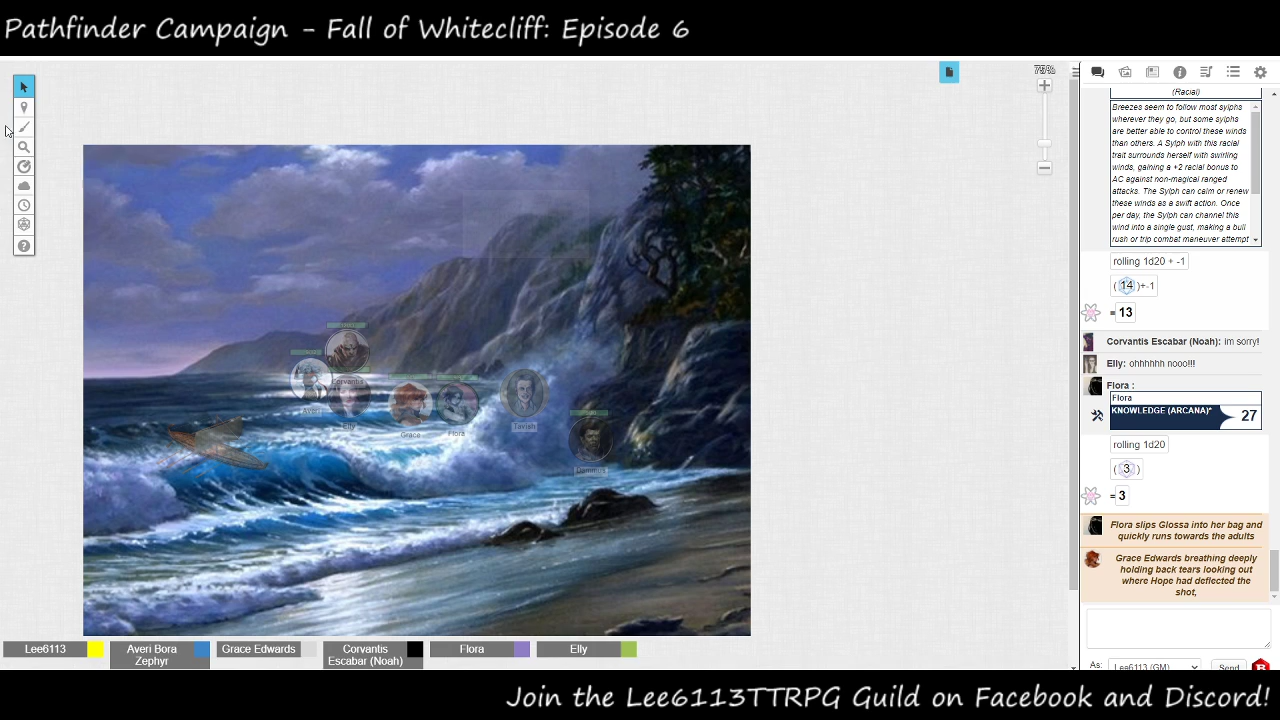 Pathfinder Campaign - Fall of Whitecliff: Episode 6
75%
(Racial)
Breezes seem to follow most sylphs
wherever they go, but some sylphs
are better able to control these winds
than others. A Sylph with this racial
trait surrounds herself with swirling
winds, gaining a +2 racial bonus to
AC against non-magical ranged
attacks. The Sylph can calm or renew
these winds as a swift action. Once
per day, the Sylph can channel this
wind into a single gust, making a bull
rush or trip combat maneuver attempt
rolling 1d20 + -1
(14)+-1
=13
Corvantis Escabar (Noah): im sorry!
Elly: ohhhhhh nooo!!!
Flora :
Flora
KNOWLEDGE (ARCANA)* 27
rolling 1d20
(3)
=3
Flora slips Glossa into her bag and
quickly runs towards the adults
Grace Edwards breathing deeply
holding back tears looking out
where Hope had deflected the
shot,
As: Lee6113 (GM) Send
Corvantis
Averi
Elly
Grace
Flora
Tavish
Lee6113
Averi Bora
Zephyr
Grace Edwards
Corvantis
Escabar (Noah)
Flora
Elly
Join the Lee6113TTRPG Guild on Facebook and Discord!